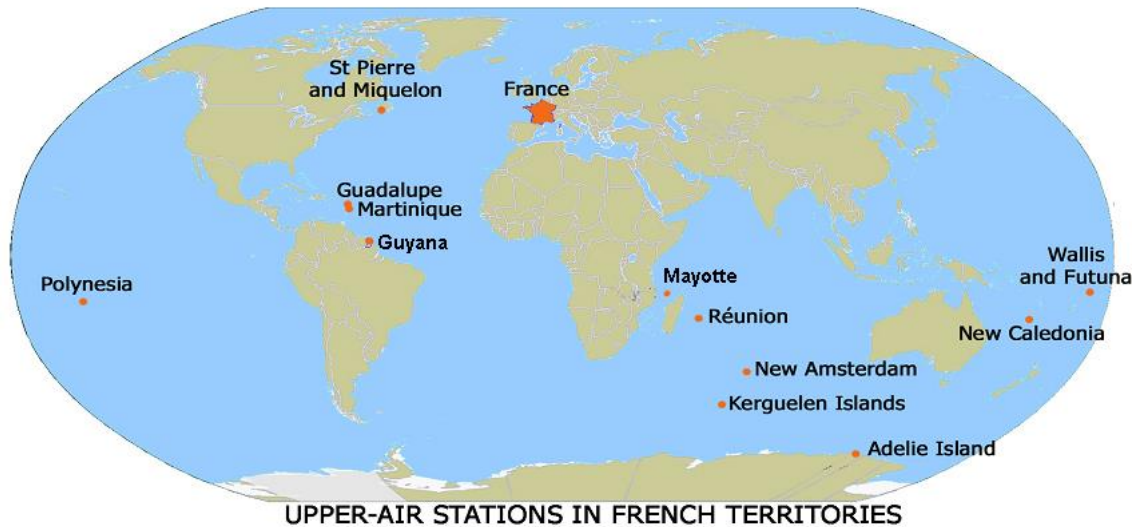 St Pierre
and Miquelon
France
Guadalupe
Martinique
Guyana
Polynesia
Mayotte
Réunion
Wallis
and Futuna
New Caledonia
New Amsterdam
Kerguelen Islands
Adelie Island
UPPER-AIR STATIONS IN FRENCH TERRITORIES